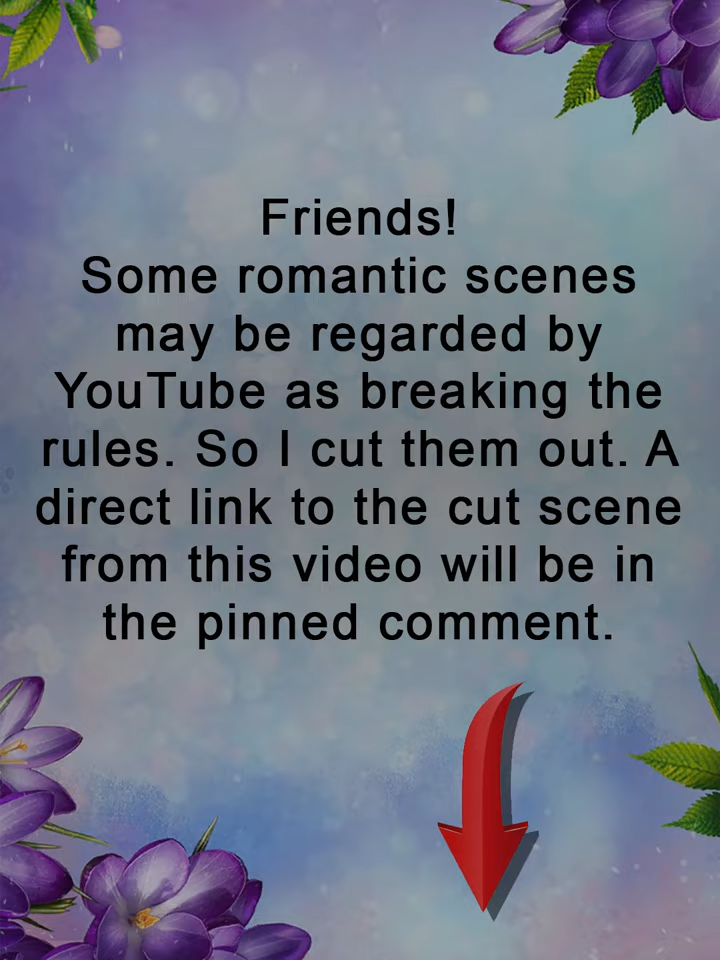 Friends!
Some romantic scenes
may be regarded by
YouTube as breaking the
rules. So I cut them out. A
direct link to the cut scene
from this video will be in
the pinned comment.